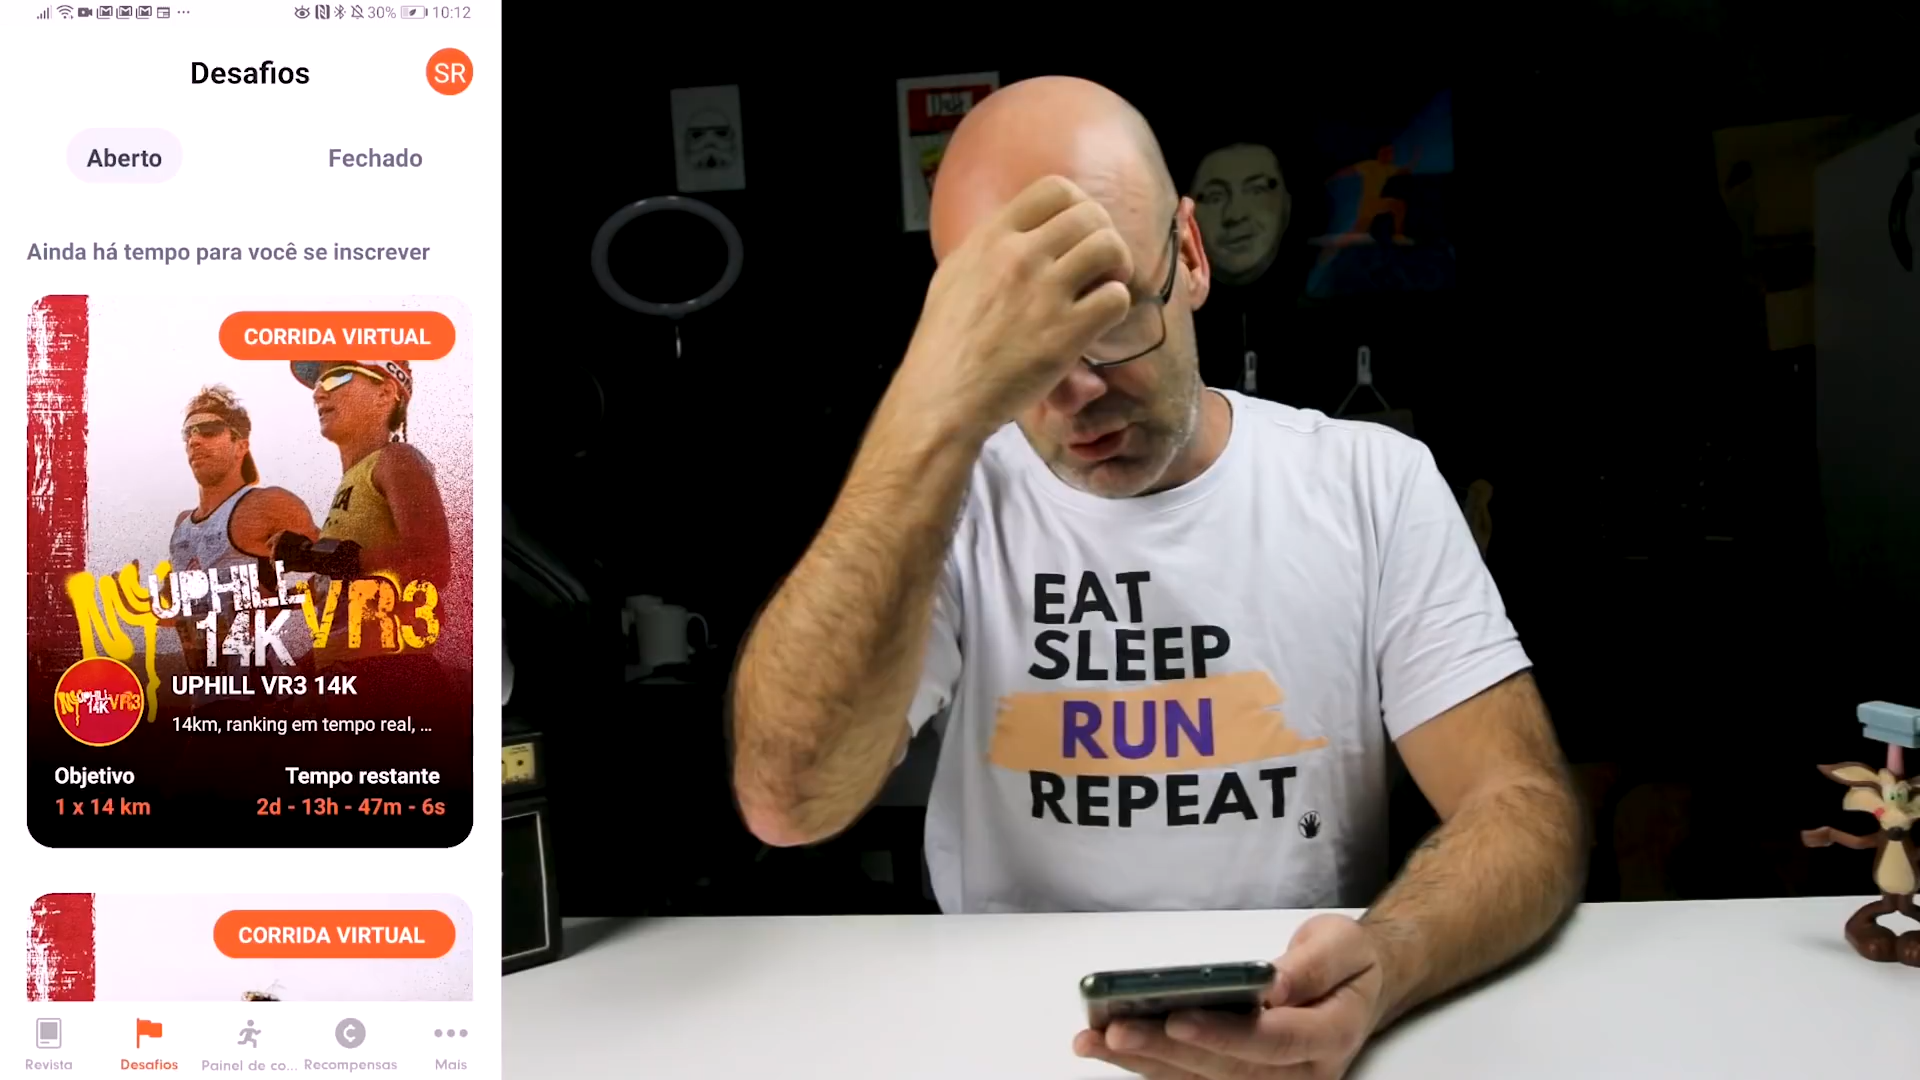 30% 10:12
Desafios
SR
Aberto
Fechado
Ainda há tempo para você se inscrever
CORRIDA VIRTUAL
UPHILL
14K
VR3
UPHILL VR3 14K
14km, ranking em tempo real, ...
Objetivo
Tempo restante
1 x 14 km
2d - 13h - 47m - 6s
CORRIDA VIRTUAL
Revista
Desafios
Painel de co...
Recompensas
Mais
EAT
SLEEP
RUN
REPEAT